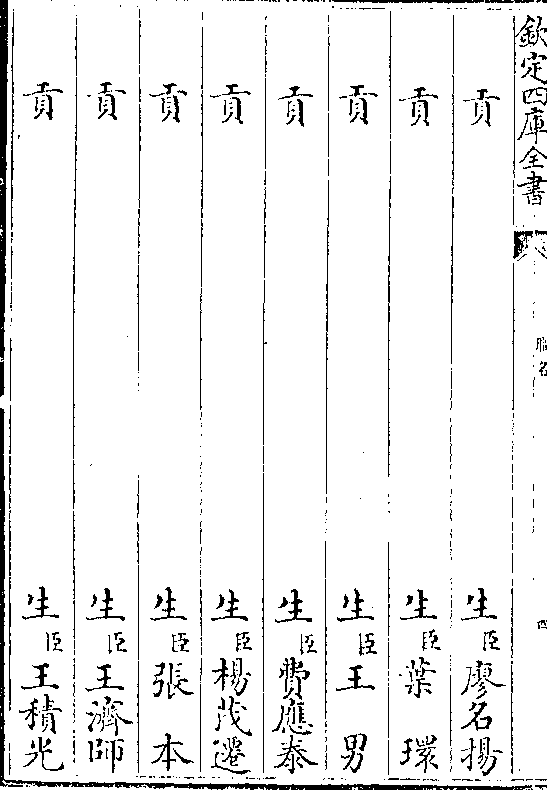 欽定四庫全書
職名
四
貢生臣廖名揚
貢生臣葉環
貢生臣王男
貢生臣費應泰
貢生臣楊茂遷
貢生臣張本
貢生臣王濟師
貢生臣王積光